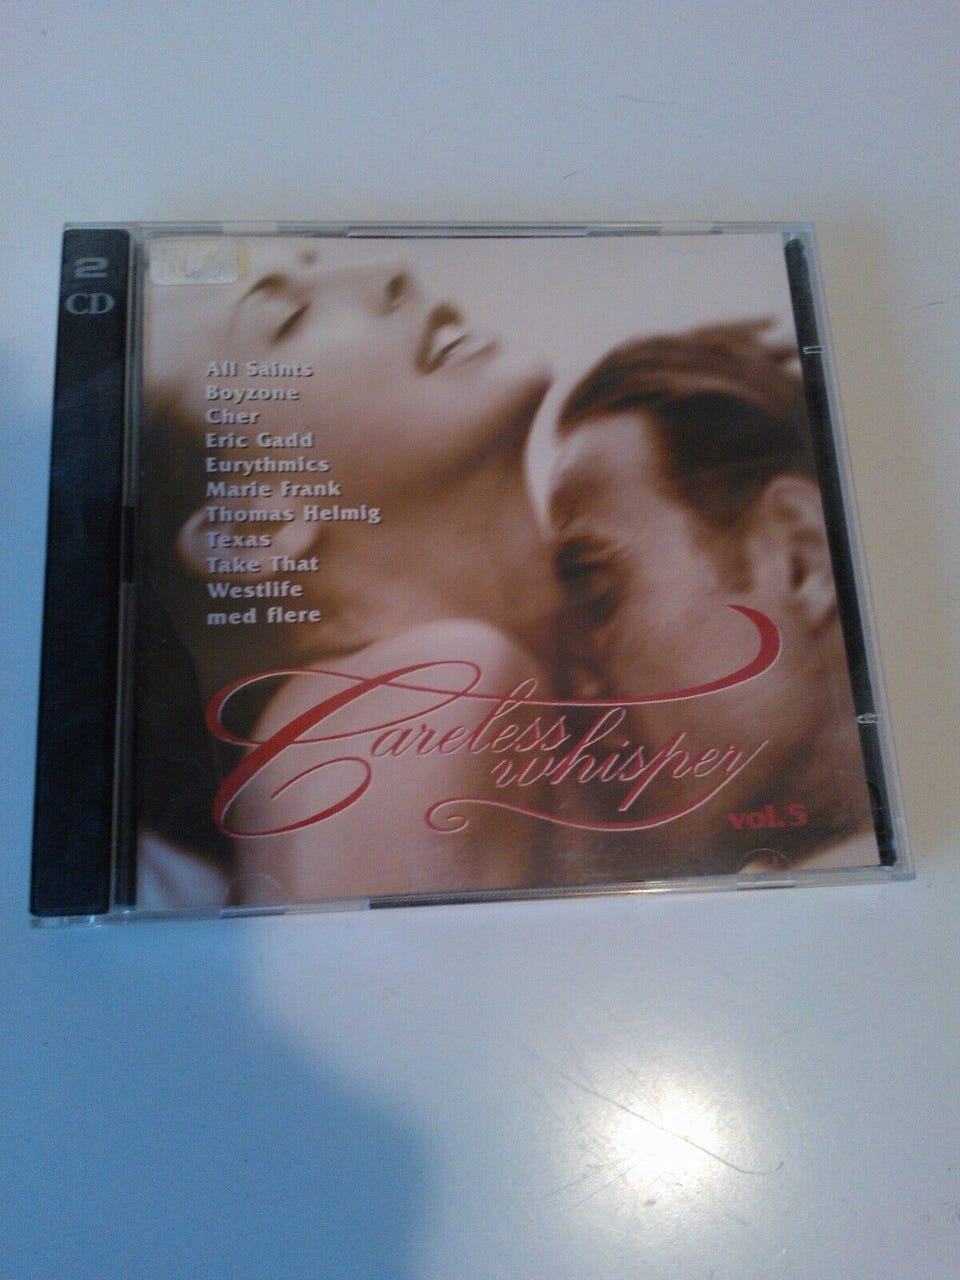 2
CD
All Saints
Boyzone
Cher
Eric Gadd
Eurythmics
Marie Frank
Thomas Helmig
Texas
Take That
Westlife
med flere
Careless
whisper
vol.5